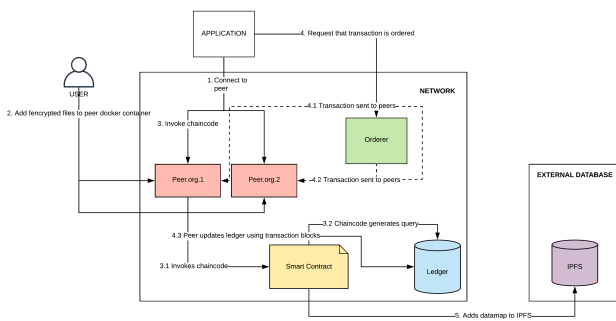 APPLICATION
4. Request that transaction is ordered
1. Connect to
peer
NETWORK
USER
4.1 Transaction sent to peers
2. Add fencrypted files to peer docker container
3. Invoke chaincode
Orderer
EXTERNAL DATABASE
Peer.org.1
Peer.org.2
4.2 Transaction sent to peers
3.2 Chaincode generates query
4.3 Peer updates ledger using transaction blocks
3.1 Invokes chaincode
Smart Contract
Ledger
IPFS
5. Adds datamap to IPFS